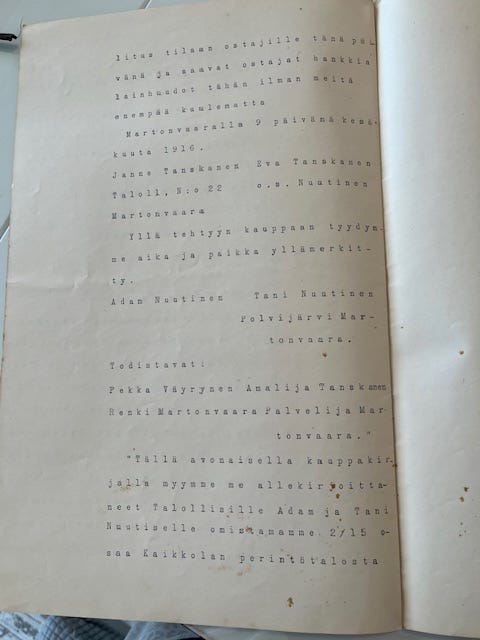 litus tilaan ostajille tänä päi
vänä ja saavat ostajat hankkia
lainhuudot tähän ilman meitä
enempää kuulematta
Martonvaaralla 9 päivänä kesä-
kuuta 1916.
Janne Tanskanen Eva Tanskanen
Taloll, N:o 22 o.s. Nuutinen
Martonvaara
Yllä tehtyyn kauppaan tyydym-
me aika ja paikka yllämerkit-
ty.
Adam Nuutinen Tani Nuutinen
Polvijärvi Mar-
tonvaara.
Todistavat:
Pekka Väyrynen Amalija Tanskanen
Renki Martonvaara Palvelija Mar-
tonvaara."
"Tällä avonaisella kauppakir
jalla myymme me allekirjoitta-
neet Talollisille Adam ja Tani
Nuutiselle omistamamme 2/15 o-
saa Kaikkolan perintötalosta